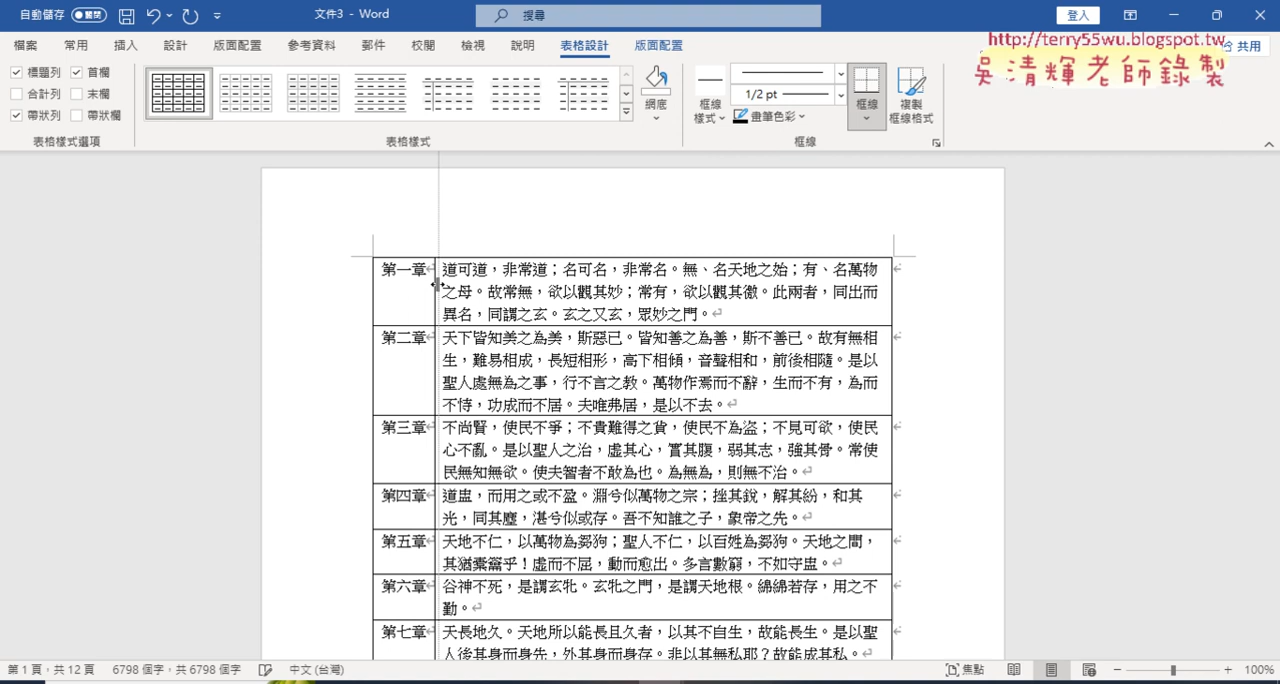 自動儲存 關閉 文件3 - Word 搜尋 登入
檔案 常用 插入 設計 版面配置 參考資料 郵件 校閱 檢視 說明 表格設計 版面配置 共用
http://terry55wu.blogspot.tw
吳清輝老師錄製
標題列 首欄
合計列 末欄
帶狀列 帶狀欄
表格樣式選項
表格樣式
網底
框線樣式
1/2 pt
畫筆色彩
框線
複製框線格式
框線
第一章 道可道，非常道；名可名，非常名。無、名天地之始；有、名萬物
之母。故常無，欲以觀其妙；常有，欲以觀其徼。此兩者，同出而
異名，同謂之玄。玄之又玄，眾妙之門。
第二章 天下皆知美之為美，斯惡已。皆知善之為善，斯不善已。故有無相
生，難易相成，長短相形，高下相傾，音聲相和，前後相隨。是以
聖人處無為之事，行不言之教。萬物作焉而不辭，生而不有，為而
不恃，功成而不居。夫唯弗居，是以不去。
第三章 不尚賢，使民不爭；不貴難得之貨，使民不為盜；不見可欲，使民
心不亂。是以聖人之治，虛其心，實其腹，弱其志，強其骨。常使
民無知無欲。使夫智者不敢為也。為無為，則無不治。
第四章 道盅，而用之或不盈。淵兮似萬物之宗；挫其銳，解其紛，和其
光，同其塵，湛兮似或存。吾不知誰之子，象帝之先。
第五章 天地不仁，以萬物為芻狗；聖人不仁，以百姓為芻狗。天地之間，
其猶橐籥乎！虛而不屈，動而愈出。多言數窮，不如守盅。
第六章 谷神不死，是謂玄牝。玄牝之門，是謂天地根。綿綿若存，用之不
勤。
第七章 天長地久。天地所以能長且久者，以其不自生，故能長生。是以聖
人後其身而身先，外其身而身存。非以其無私耶？故能成其私。
第 1 頁，共 12 頁 6798 個字，共 6798 個字 中文 (台灣) 焦點 100%